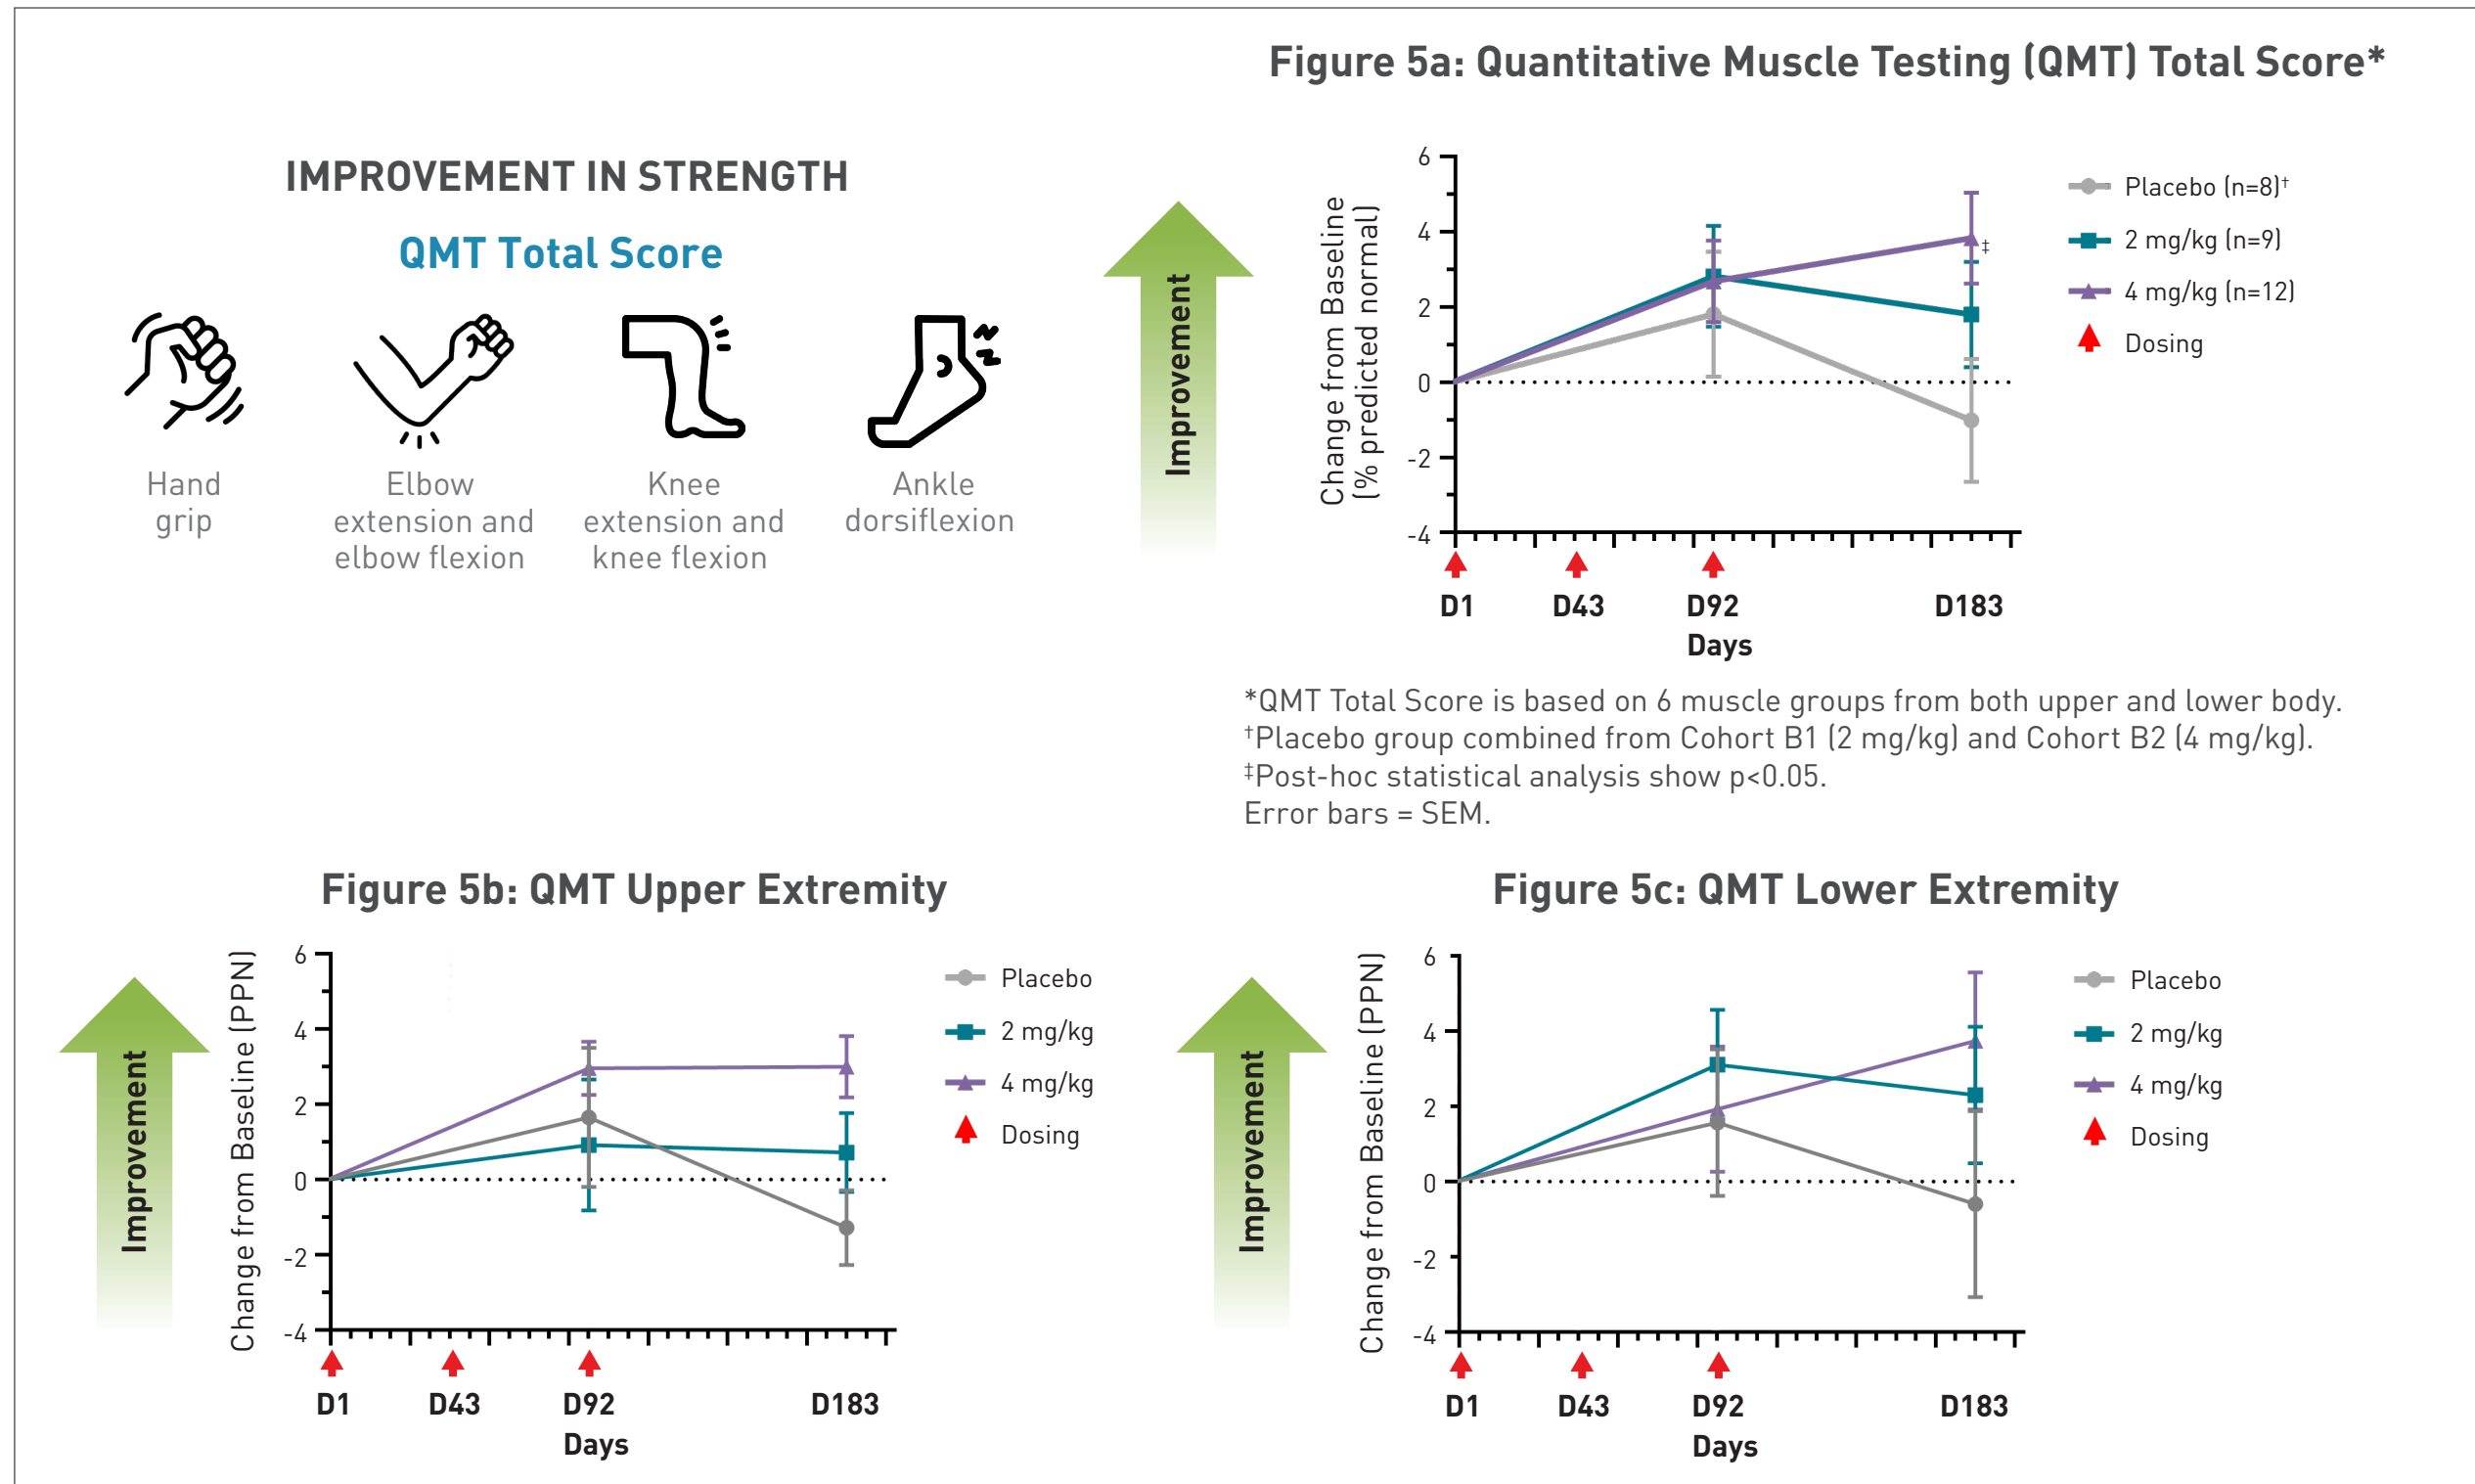 Figure 5a: Quantitative Muscle Testing (QMT) Total Score*
IMPROVEMENT IN STRENGTH
QMT Total Score
Hand
grip
Elbow
extension and
elbow flexion
Knee
extension and
knee flexion
Ankle
dorsiflexion
Improvement
Change from Baseline
(% predicted normal)
6
4
2
0
-2
-4
‡
Placebo (n=8)†
2 mg/kg (n=9)
4 mg/kg (n=12)
Dosing
D1 D43 D92 D183
Days
*QMT Total Score is based on 6 muscle groups from both upper and lower body.
†Placebo group combined from Cohort B1 (2 mg/kg) and Cohort B2 (4 mg/kg).
‡Post-hoc statistical analysis show p<0.05.
Error bars = SEM.
Figure 5b: QMT Upper Extremity
Improvement
Change from Baseline (PPN)
6
4
2
0
-2
-4
Placebo
2 mg/kg
4 mg/kg
Dosing
D1 D43 D92 D183
Days
Figure 5c: QMT Lower Extremity
Improvement
Change from Baseline (PPN)
6
4
2
0
-2
-4
Placebo
2 mg/kg
4 mg/kg
Dosing
D1 D43 D92 D183
Days